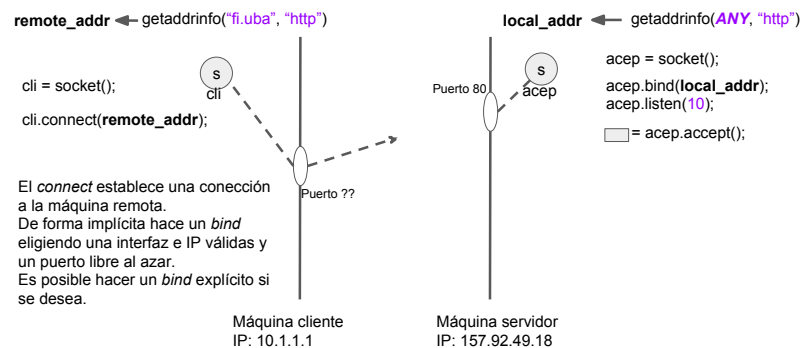 remote_addr getaddrinfo(“fi.uba”, “http”)
local_addr getaddrinfo(ANY, “http”)
cli = socket();
cli.connect(remote_addr);
s
cli
Puerto ??
Puerto 80
s
acep
acep = socket();
acep.bind(local_addr);
acep.listen(10);
= acep.accept();
El connect establece una conección
a la máquina remota.
De forma implícita hace un bind
eligiendo una interfaz e IP válidas y
un puerto libre al azar.
Es posible hacer un bind explícito si
se desea.
Máquina cliente
IP: 10.1.1.1
Máquina servidor
IP: 157.92.49.18